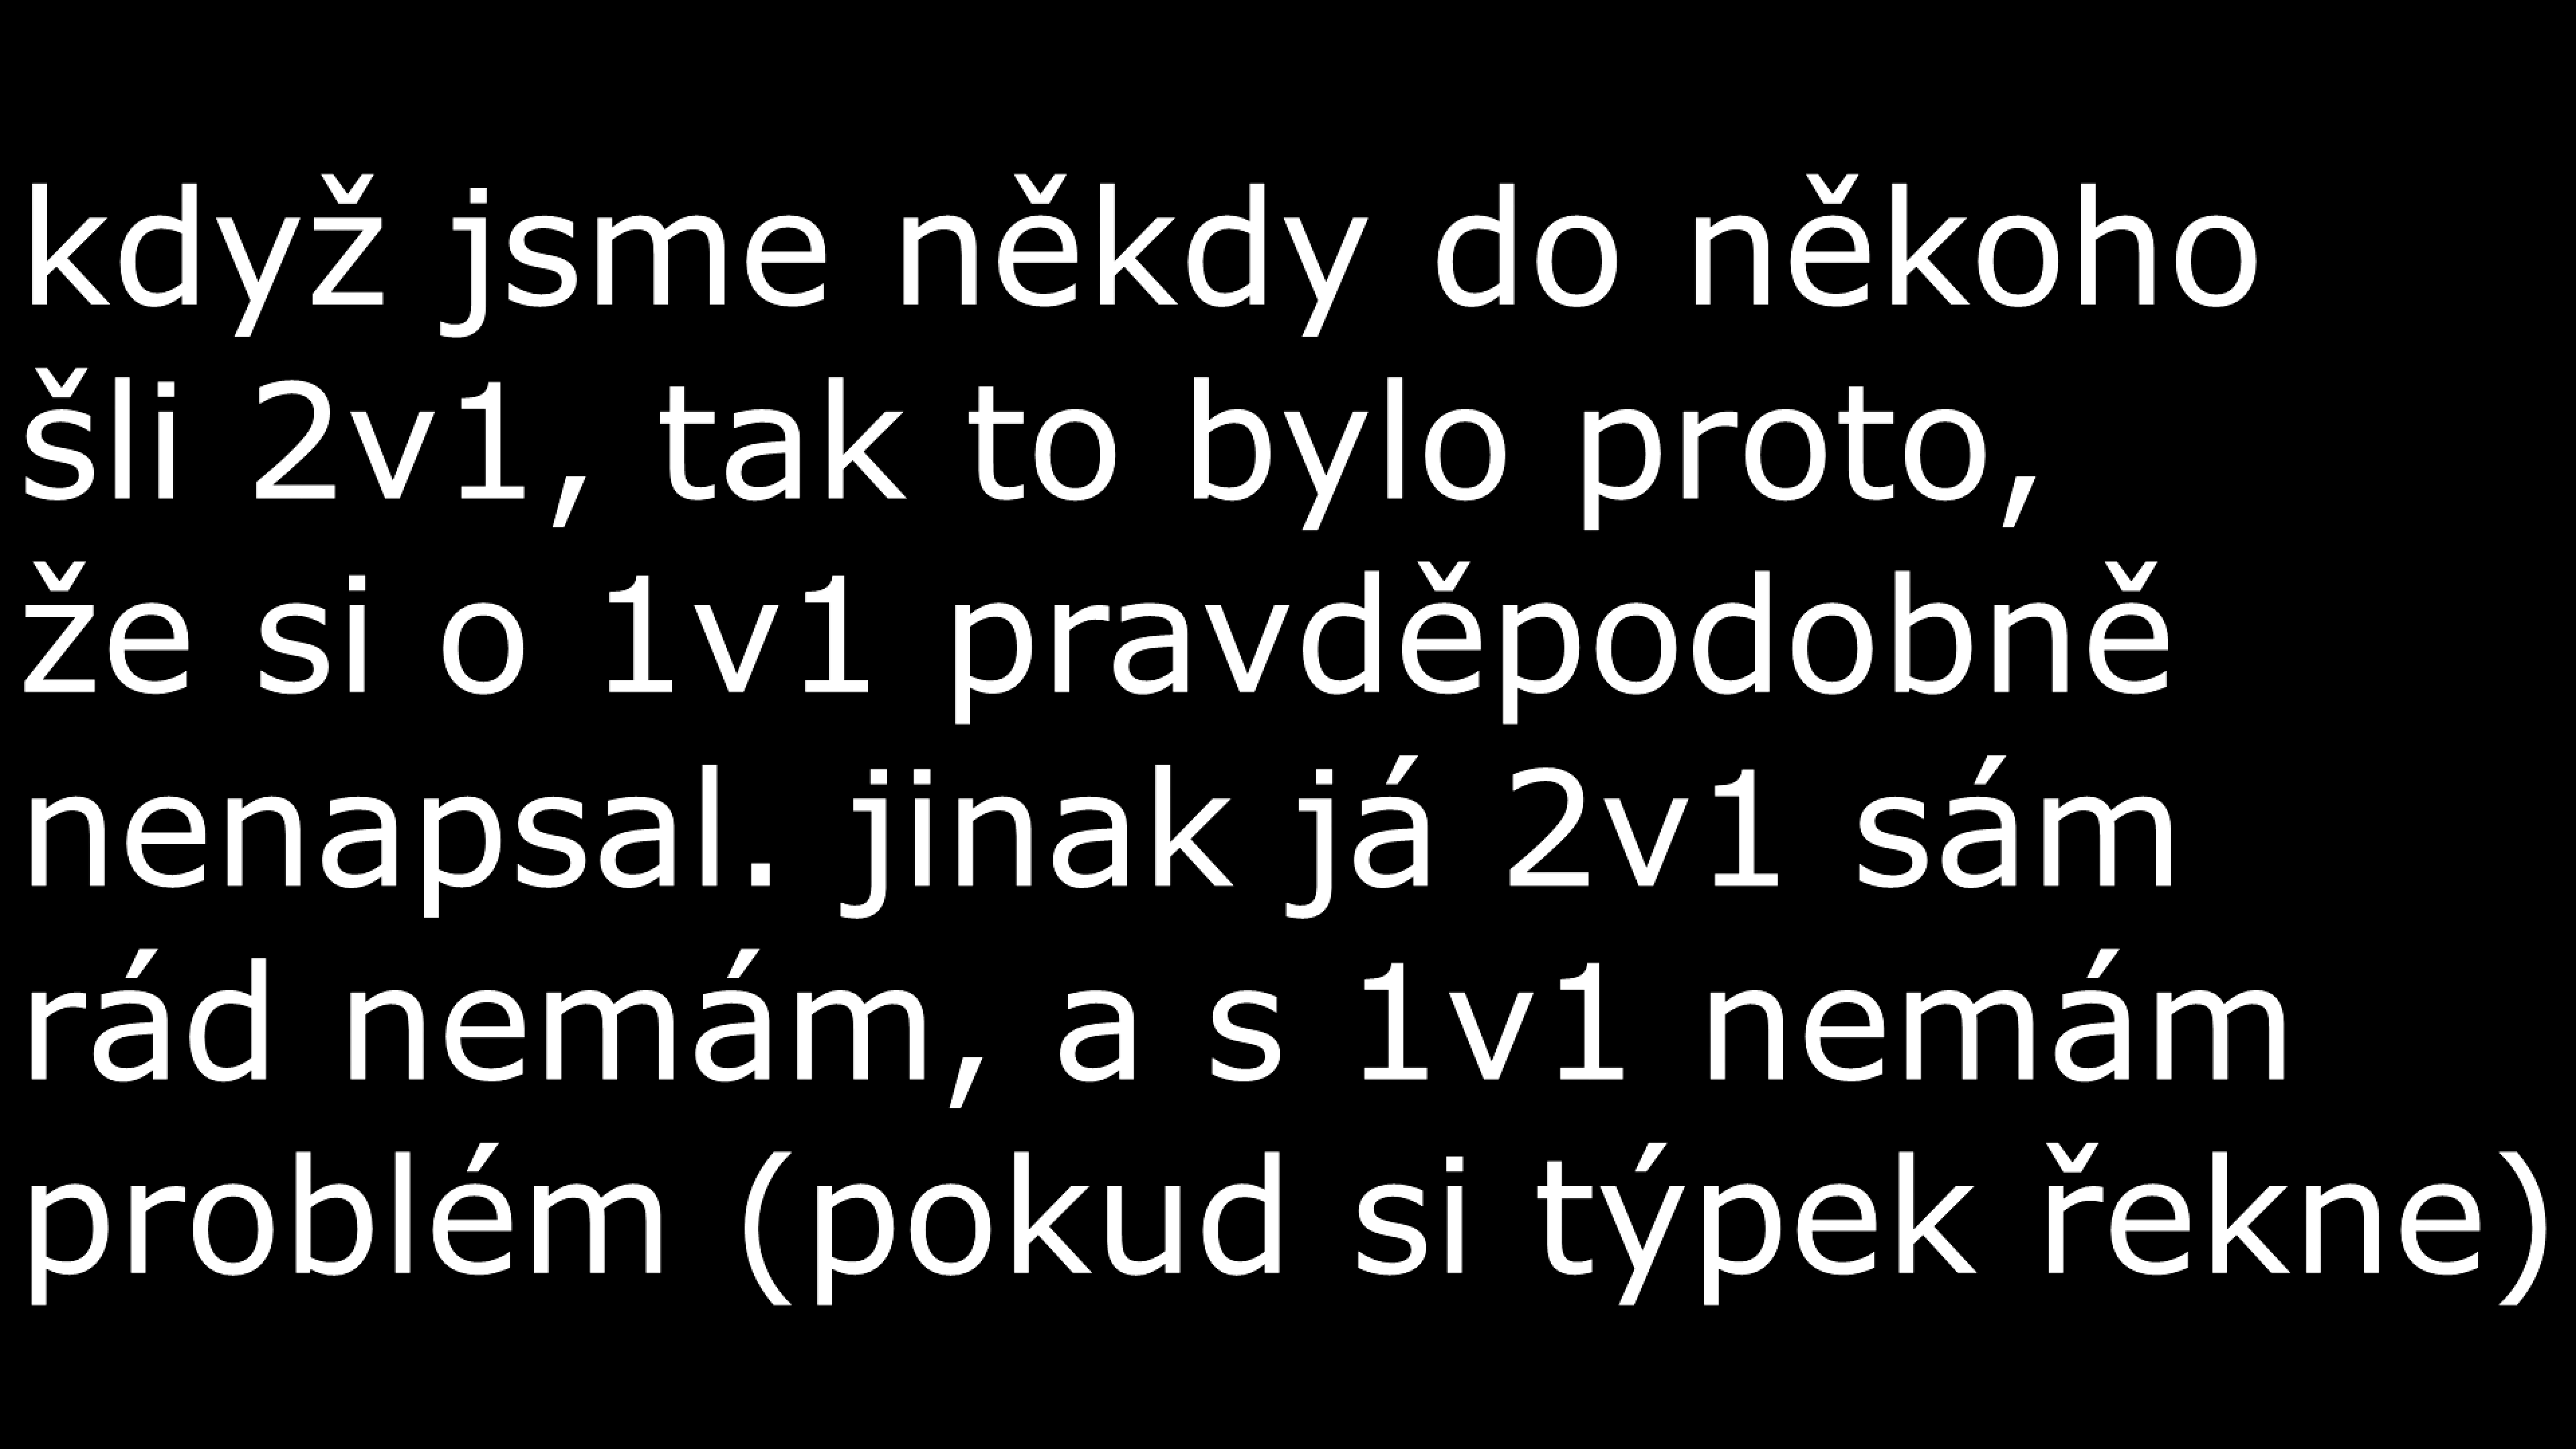 když jsme někdy do někoho
šli 2v1, tak to bylo proto,
že si o 1v1 pravděpodobně
nenapsal. jinak já 2v1 sám
rád nemám, a s 1v1 nemám
problém (pokud si týpek řekne)